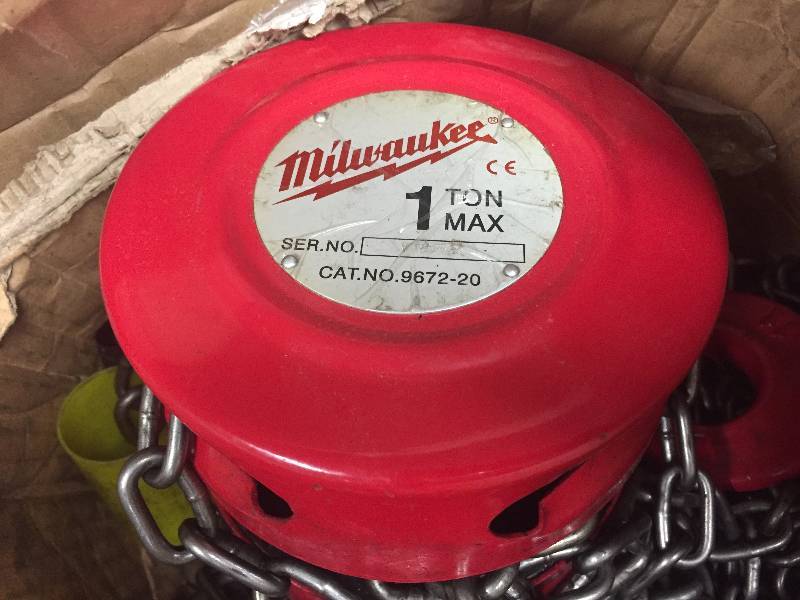 Milwaukee®
CE
1 TON
MAX
SER.NO.
CAT.NO.9672-20